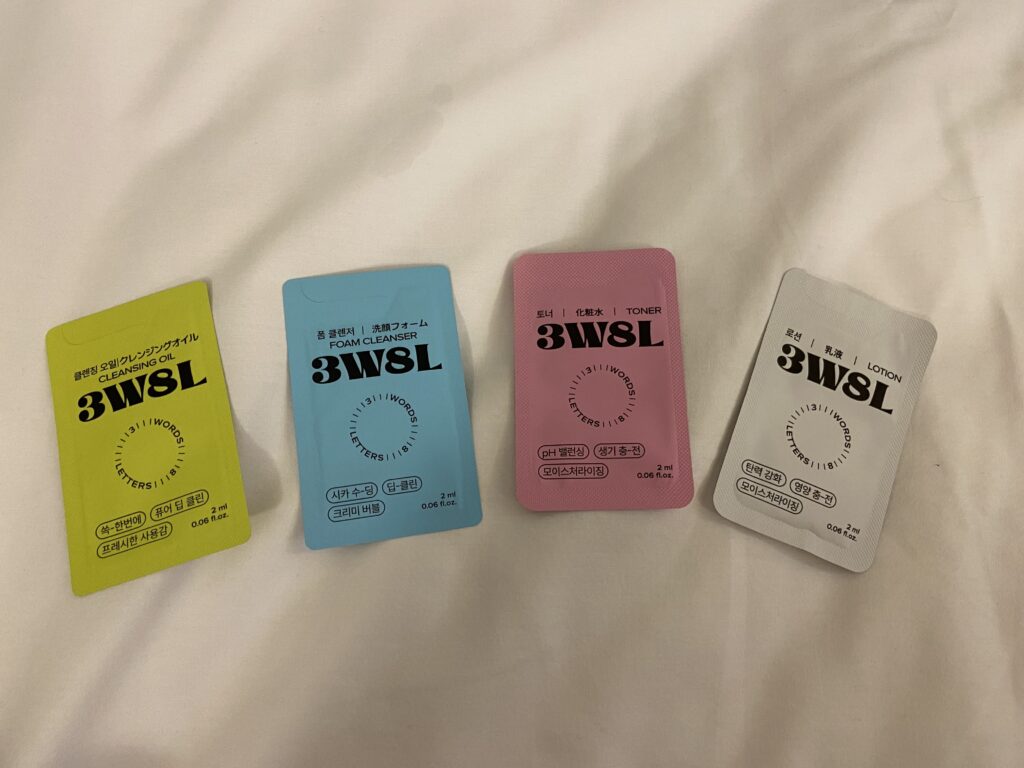 클렌징 오일|クレンジングオイル
CLEANSING OIL
3W8L
3 | | | WORDS | | | 8 | | | LETTERS | | |
쏙-한번에 퓨어 딥 클린
프레시한 사용감
2 ml
0.06 fl.oz.
폼 클렌저 | 洗顔フォーム
FOAM CLEANSER
3W8L
3 | | | WORDS | | | 8 | | | LETTERS | | |
시카 수-딩 딥-클린
크리미 버블
2 ml
0.06 fl.oz.
토너 | 化粧水 | TONER
3W8L
3 | | | WORDS | | | 8 | | | LETTERS | | |
pH 밸런싱 생기 충-전
모이스처라이징
2 ml
0.06 fl.oz.
로션 | 乳液 | LOTION
3W8L
3 | | | WORDS | | | 8 | | | LETTERS | | |
탄력 강화 영양 충-전
모이스처라이징
2 ml
0.06 fl.oz.